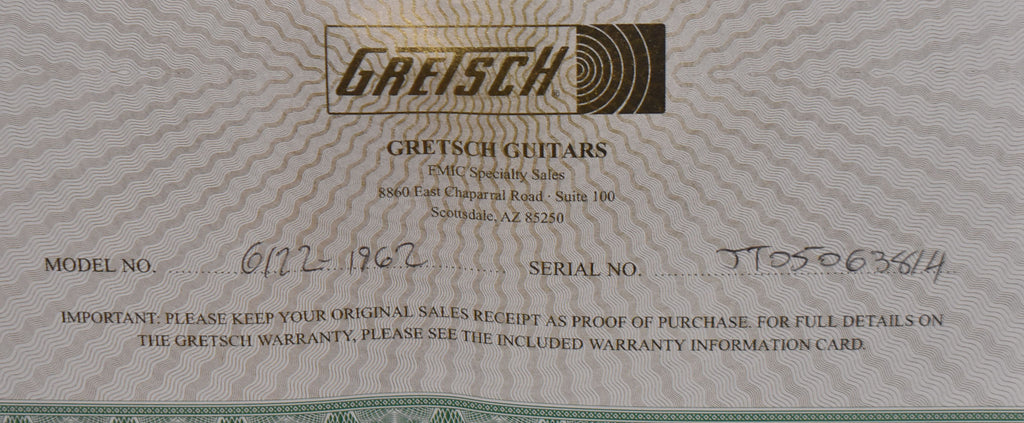 GRETSCH®
GRETSCH GUITARS
FMIC Specialty Sales
8860 East Chaparral Road · Suite 100
Scottsdale, AZ 85250
MODEL NO. 6122-1962 SERIAL NO. JT05063814
IMPORTANT: PLEASE KEEP YOUR ORIGINAL SALES RECEIPT AS PROOF OF PURCHASE. FOR FULL DETAILS ON
THE GRETSCH WARRANTY, PLEASE SEE THE INCLUDED WARRANTY INFORMATION CARD.